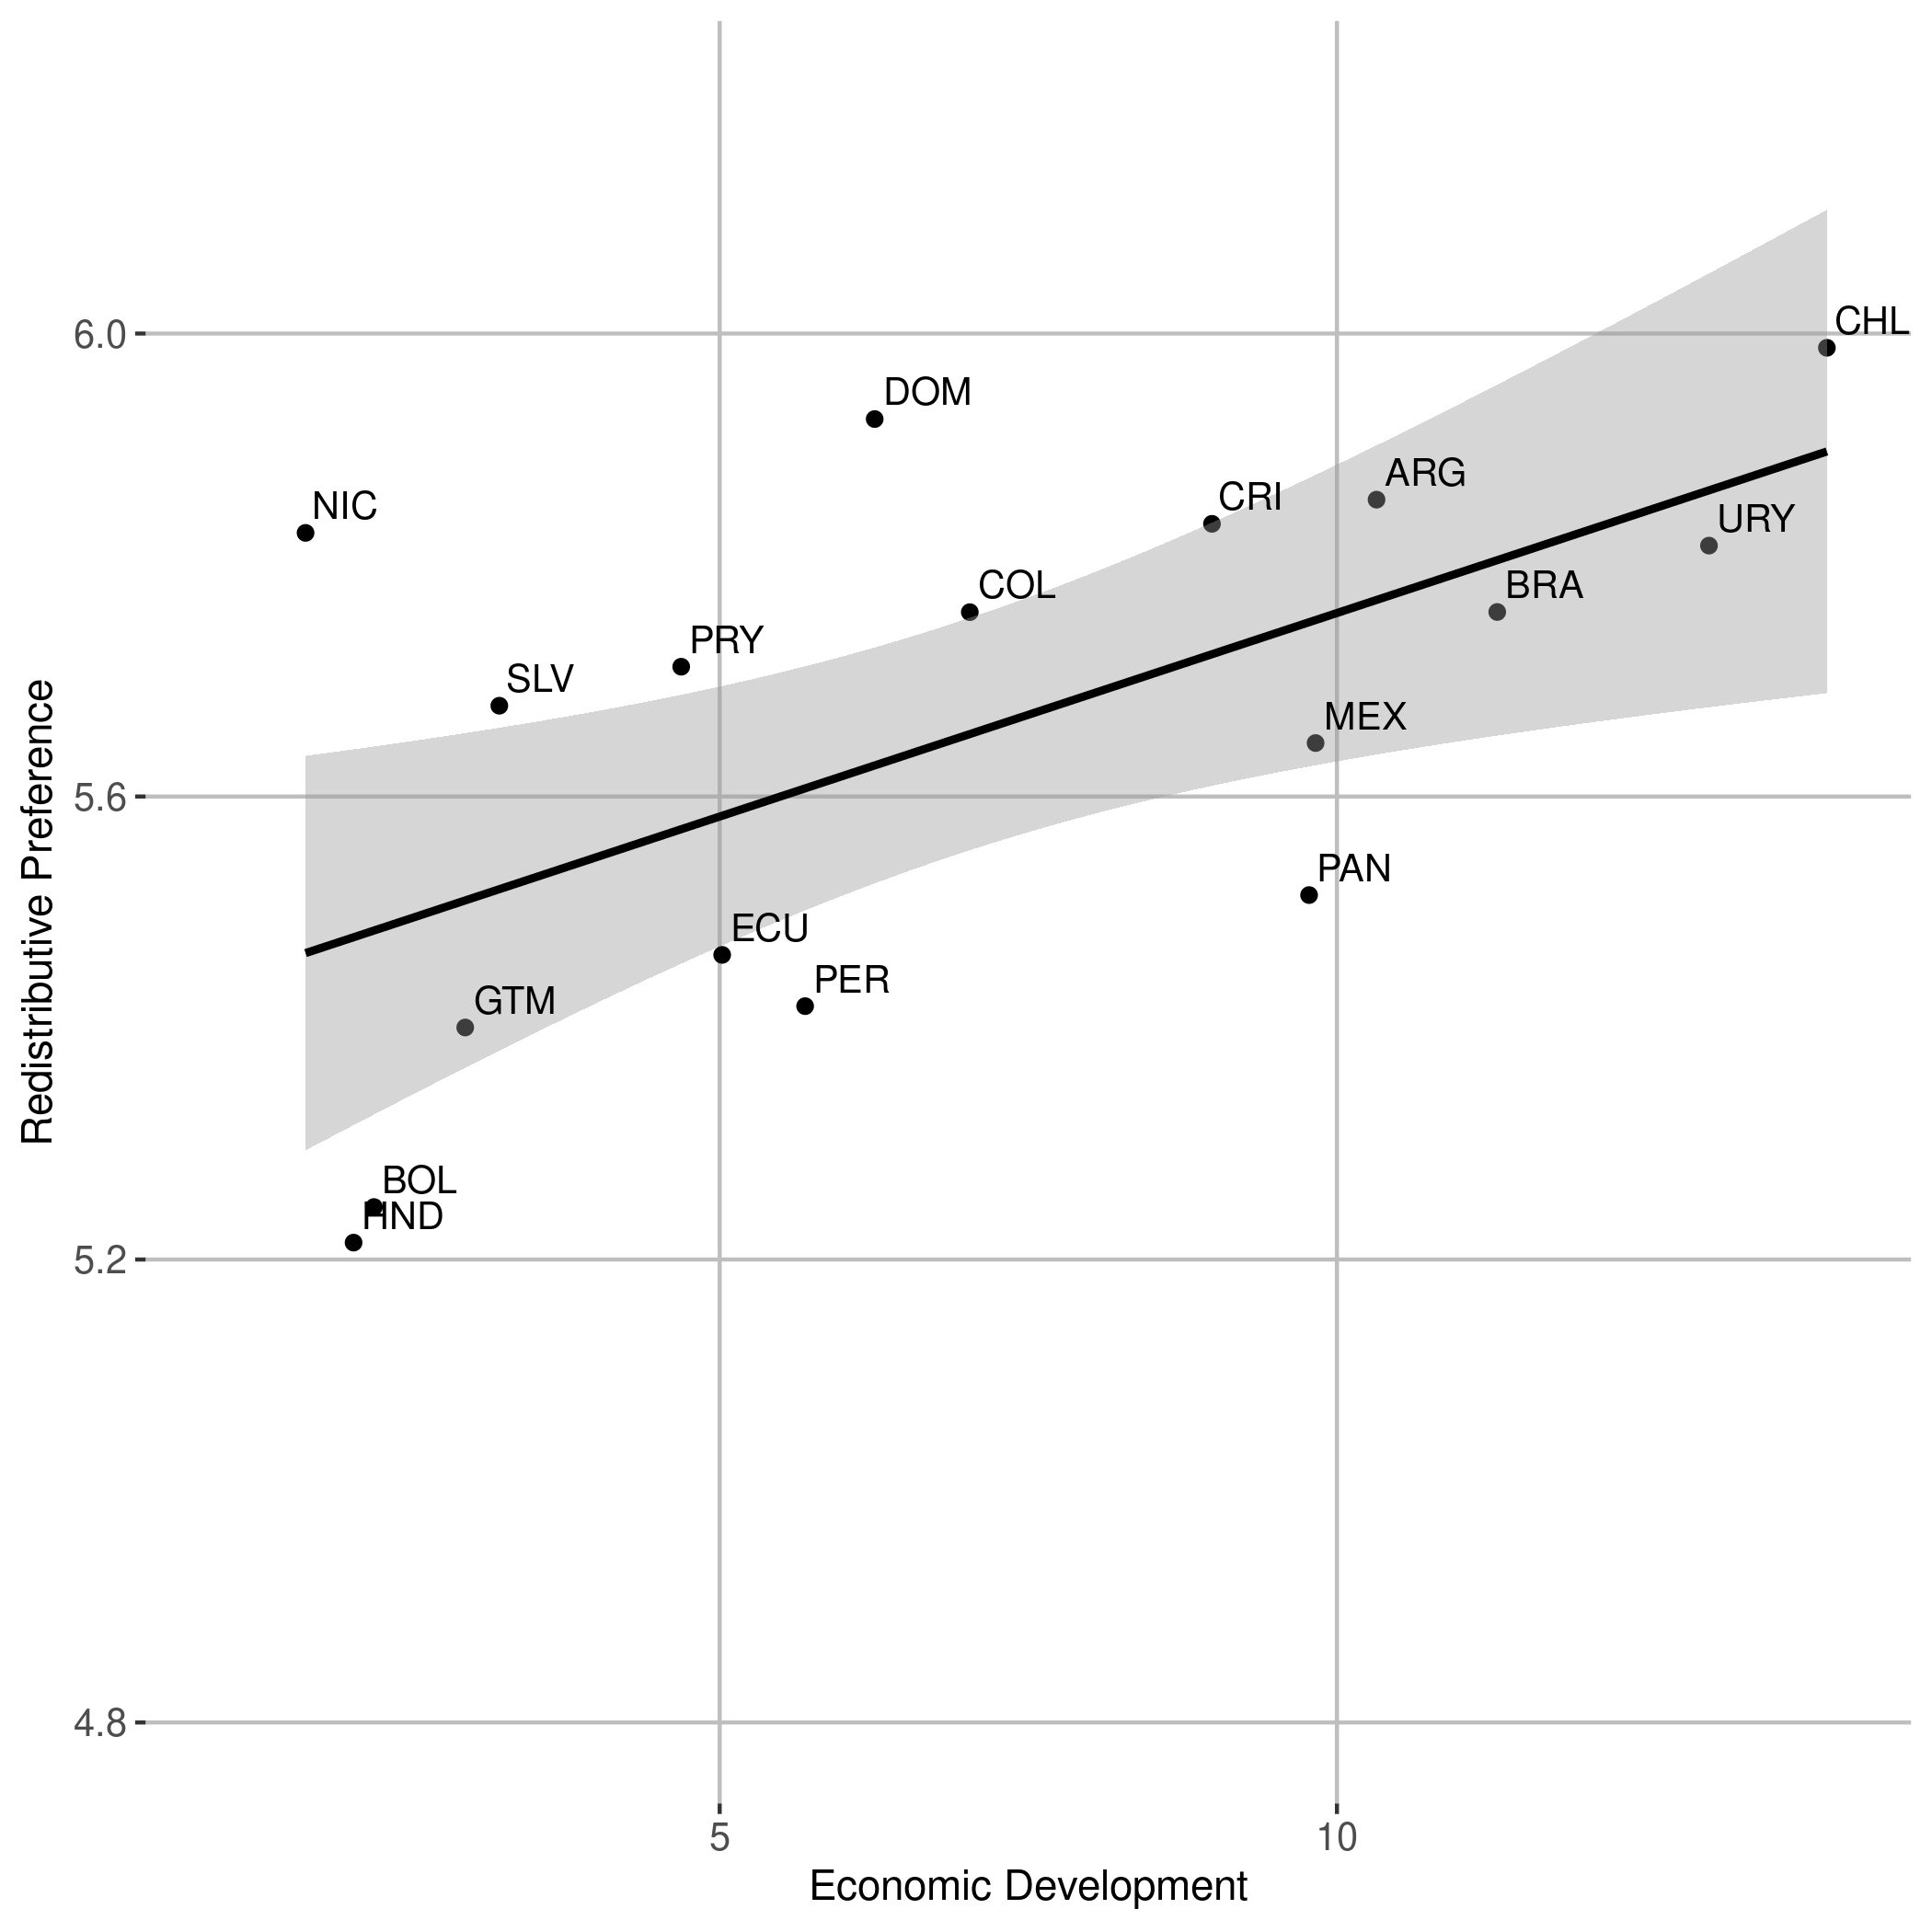 6.0
5.6
5.2
4.8
Redistributive Preference
CHL
DOM
ARG
CRI
NIC
URY
COL
BRA
PRY
SLV
MEX
PAN
ECU
PER
GTM
BOL
HND
5
10
Economic Development